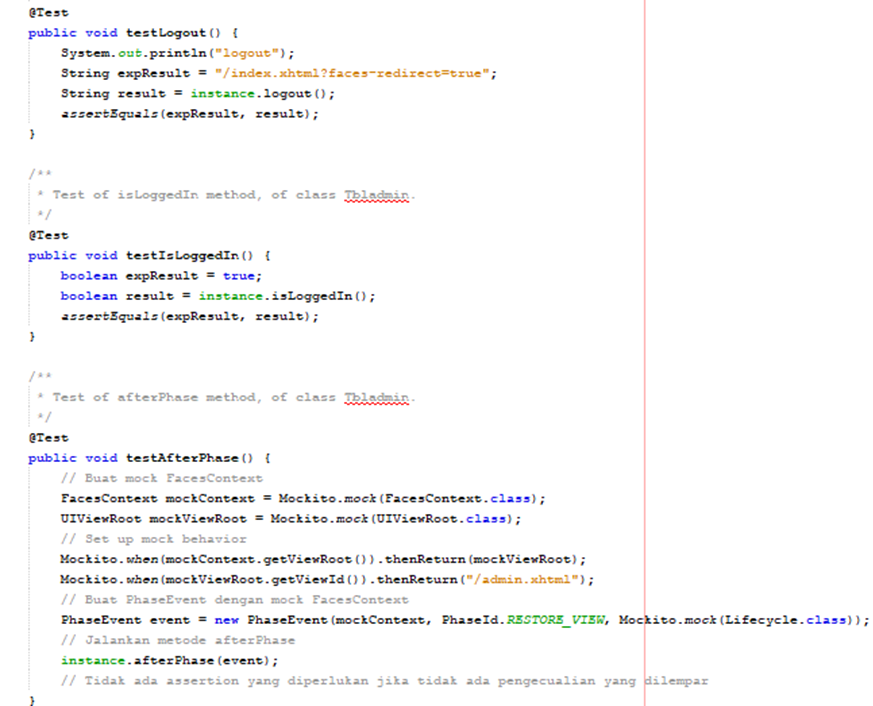 @Test
public void testLogout() {
System.out.println("logout");
String expResult = "/index.xhtml?faces-redirect=true";
String result = instance.logout();
assertEquals(expResult, result);
}
/**
* Test of isLoggedIn method, of class Tbladmin.
*/
@Test
public void testIsLoggedIn() {
boolean expResult = true;
boolean result = instance.isLoggedIn();
assertEquals(expResult, result);
}
/**
* Test of afterPhase method, of class Tbladmin.
*/
@Test
public void testAfterPhase() {
// Buat mock FacesContext
FacesContext mockContext = Mockito.mock(FacesContext.class);
UIViewRoot mockViewRoot = Mockito.mock(UIViewRoot.class);
// Set up mock behavior
Mockito.when(mockContext.getViewRoot()).thenReturn(mockViewRoot);
Mockito.when(mockViewRoot.getViewId()).thenReturn("/admin.xhtml");
// Buat PhaseEvent dengan mock FacesContext
PhaseEvent event = new PhaseEvent(mockContext, PhaseId.RESTORE_VIEW, Mockito.mock(Lifecycle.class));
// Jalankan metode afterPhase
instance.afterPhase(event);
// Tidak ada assertion yang diperlukan jika tidak ada pengecualian yang dilempar
}